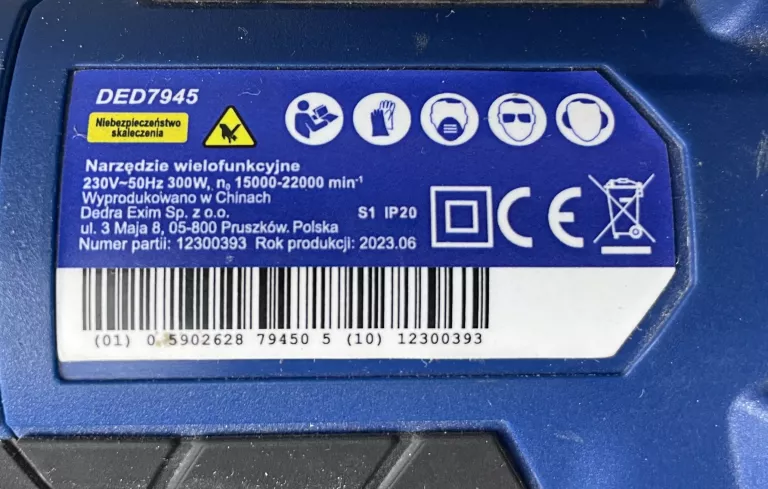 DED7945
Niebezpieczeństwo
skaleczenia
Narzędzie wielofunkcyjne
230V~50Hz 300W, n₀ 15000-22000 min⁻¹
Wyprodukowano w Chinach
Dedra Exim Sp. z o.o.
S1 IP20
ul. 3 Maja 8, 05-800 Pruszków. Polska
Numer partii: 12300393 Rok produkcji: 2023.06
CE
(01) 0 5902628 79450 5 (10) 12300393